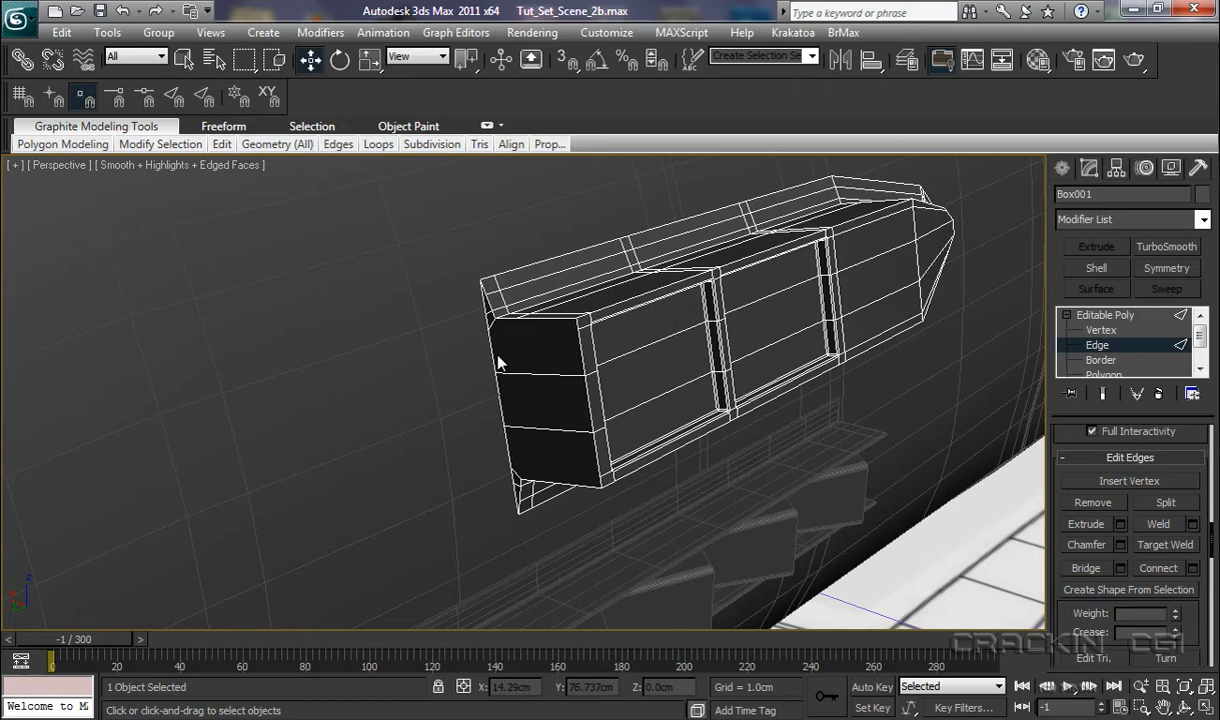 Autodesk 3ds Max 2011 x64 Tut_Set_Scene_2b.max
Type a keyword or phrase
Edit Tools Group Views Create Modifiers Animation Graph Editors Rendering Customize MAXScript Help Krakatoa BrMax
All View Create Selection Se
XY
Graphite Modeling Tools Freeform Selection Object Paint
Polygon Modeling Modify Selection Edit Geometry (All) Edges Loops Subdivision Tris Align Prop...
[ + ] [ Perspective ] [ Smooth + Highlights + Edged Faces ]
Box001
Modifier List
Extrude TurboSmooth
Shell Symmetry
Surface Sweep
Editable Poly
Vertex
Edge
Border
Polygon
Full Interactivity
- Edit Edges
Insert Vertex
Remove Split
Extrude Weld
Chamfer Target Weld
Bridge Connect
Create Shape From Selection
Weight:
Crease:
Edit Tri. Turn
CRACKIN CGI
-1 / 300
0 20 40 60 80 100 120 140 160 180 200 220 240 260 280
1 Object Selected X: 14.29cm Y: 76.737cm Z: 0.0cm Grid = 1.0cm Auto Key Selected
Welcome to M Click or click-and-drag to select objects Add Time Tag Set Key Key Filters... -1